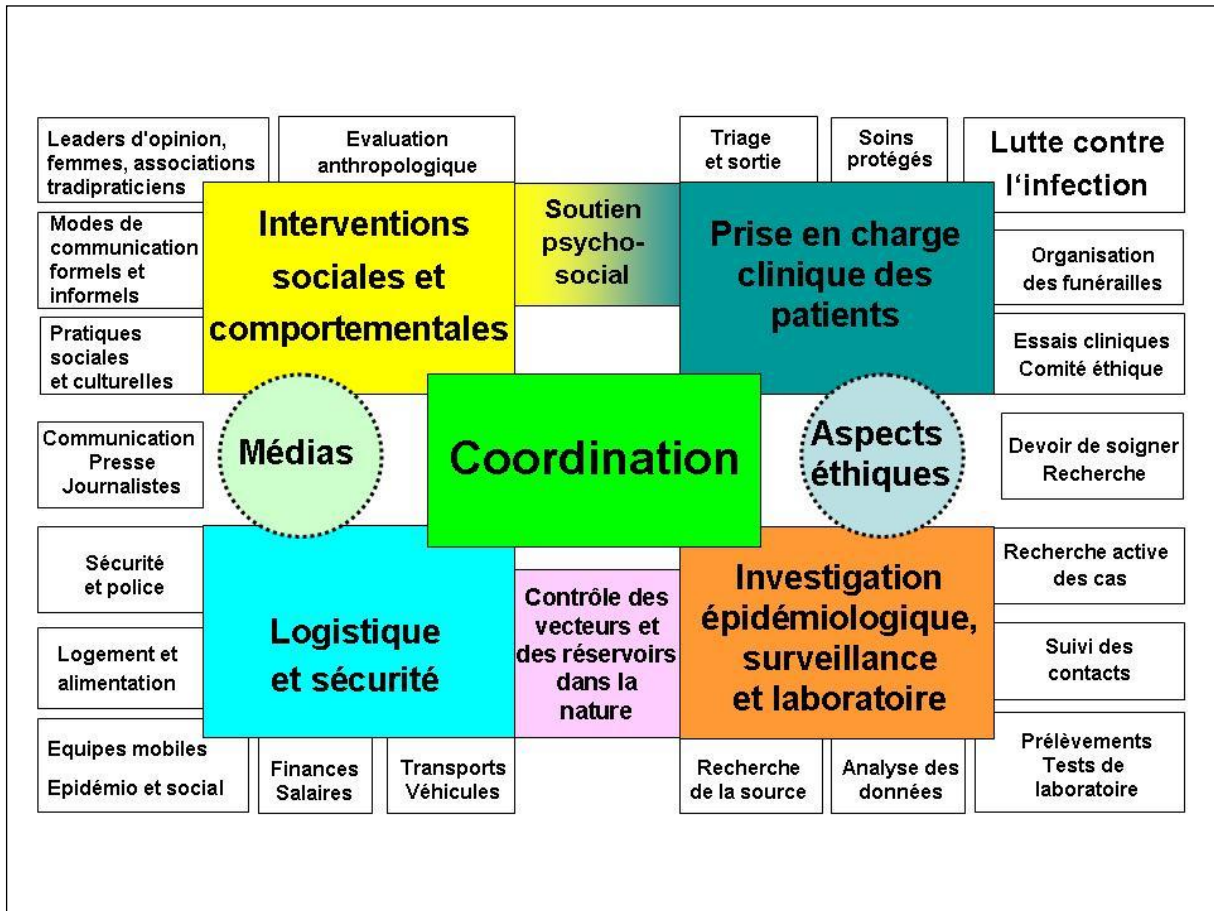 Leaders d'opinion,
femmes, associations
tradipraticiens
Evaluation
anthropologique
Triage
et sortie
Soins
protégés
Lutte contre
l'infection
Modes de
communication
formels et
informels
Interventions
sociales et
comportementales
Soutien
psycho-
social
Prise en charge
clinique des
patients
Organisation
des funérailles
Pratiques
sociales
et culturelles
Essais cliniques
Comité éthique
Communication
Presse
Journalistes
Médias
Coordination
Aspects
éthiques
Devoir de soigner
Recherche
Sécurité
et police
Logistique
et sécurité
Contrôle des
vecteurs et
des réservoirs
dans la
nature
Investigation
épidémiologique,
surveillance
et laboratoire
Recherche active
des cas
Logement et
alimentation
Suivi des
contacts
Equipes mobiles
Epidémio et social
Finances
Salaires
Transports
Véhicules
Recherche
de la source
Analyse des
données
Prélèvements
Tests de
laboratoire